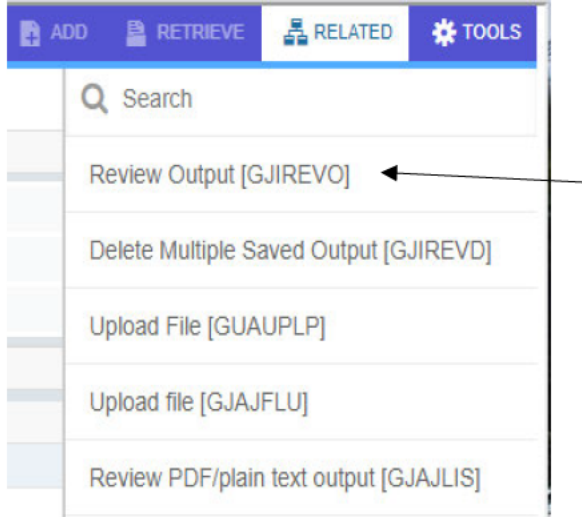 ADD RETRIEVE RELATED TOOLS
Search
Review Output [GJIREVO]
Delete Multiple Saved Output [GJIREVD]
Upload File [GUAUPLP]
Upload file [GJAJFLU]
Review PDF/plain text output [GJAJLIS]